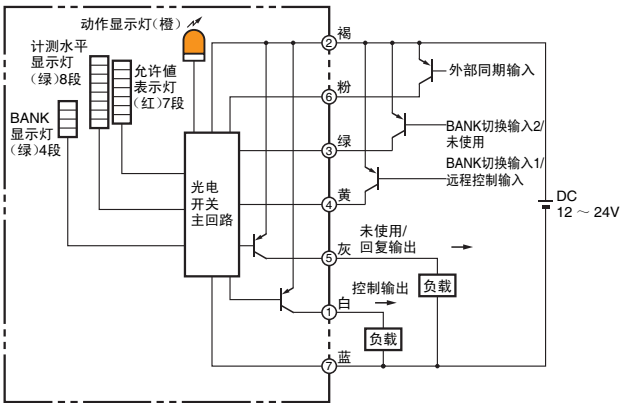 动作显示灯（橙）
计测水平
显示灯
（绿）8段
允许値
表示灯
（红）7段
BANK
显示灯
（绿）4段
光电
开关
主回路
② 褐
⑥ 粉
③ 绿
④ 黄
⑤ 灰
① 白
⑦ 蓝
外部同期输入
BANK切换输入2/
未使用
BANK切换输入1/
远程控制输入
DC
12 ～ 24V
未使用/
回复输出
负载
控制输出
负载